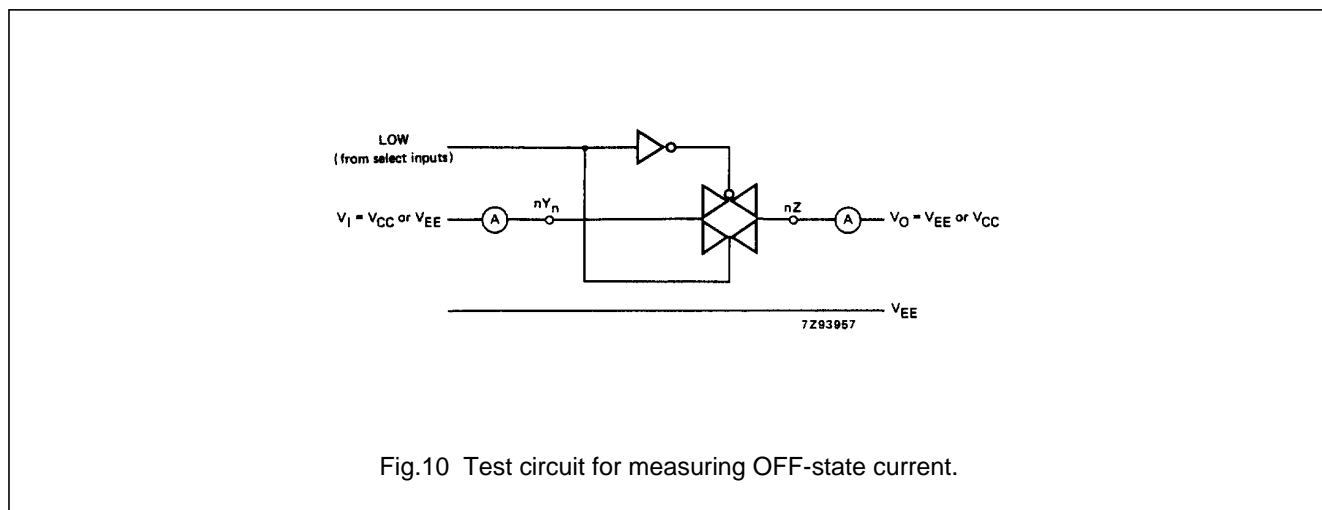 LOW
(from select inputs)
V_I = V_CC or V_EE
A
nY_n
nZ
A
V_O = V_EE or V_CC
V_EE
7Z93957
Fig.10 Test circuit for measuring OFF-state current.